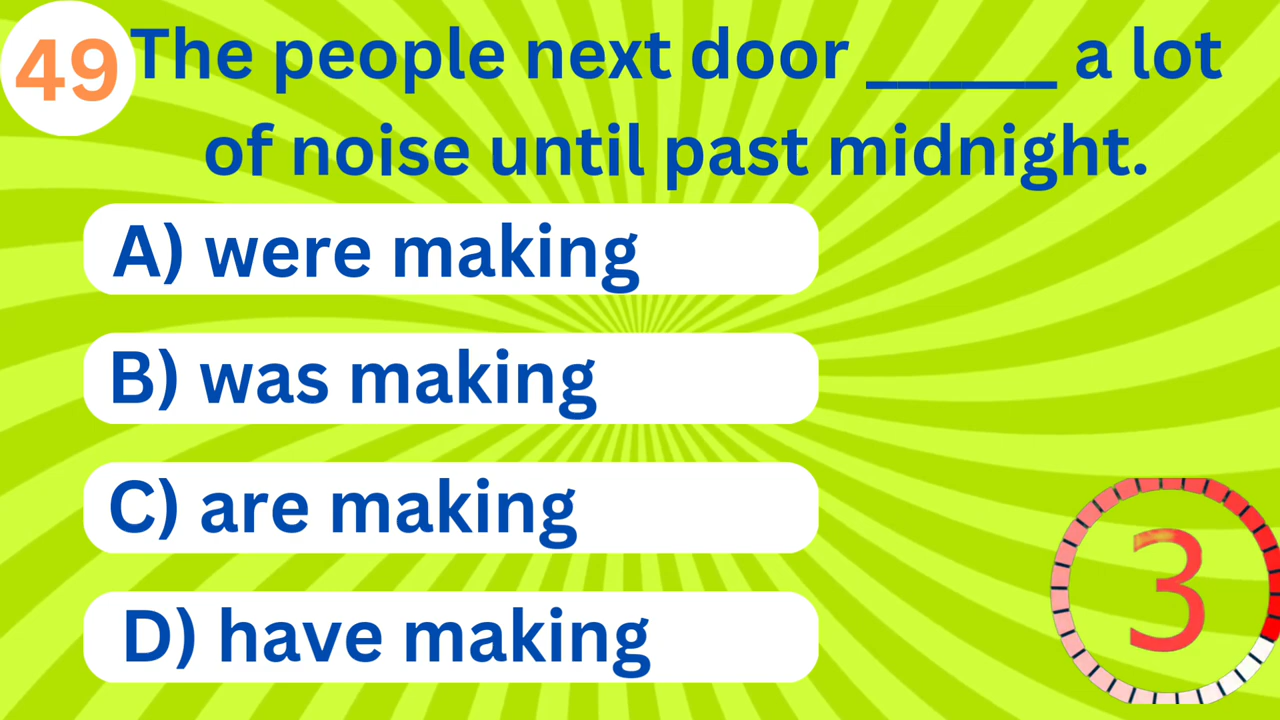 49
The people next door ______ a lot
of noise until past midnight.
A) were making
B) was making
C) are making
D) have making
3